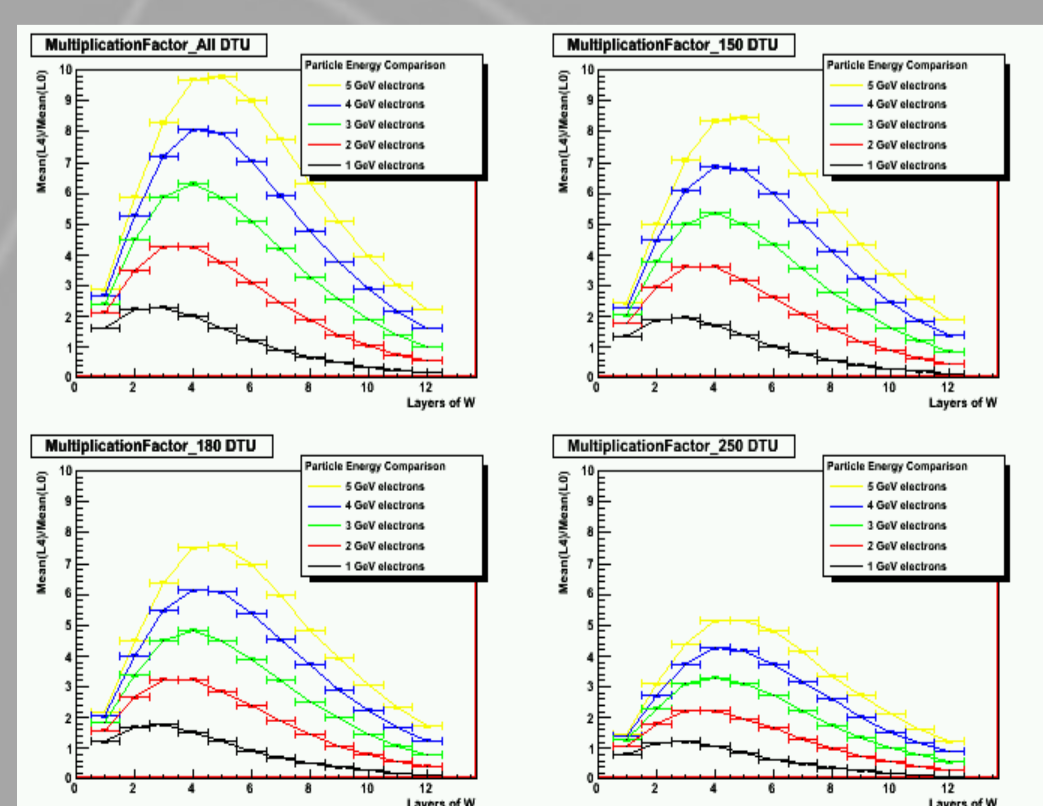 MultiplicationFactor_All DTU
Mean(L4)/Mean(L0)
10
9
8
7
6
5
4
3
2
1
0
Particle Energy Comparison
5 GeV electrons
4 GeV electrons
3 GeV electrons
2 GeV electrons
1 GeV electrons
0 2 4 6 8 10 12
Layers of W
MultiplicationFactor_150 DTU
Mean(L4)/Mean(L0)
10
9
8
7
6
5
4
3
2
1
0
Particle Energy Comparison
5 GeV electrons
4 GeV electrons
3 GeV electrons
2 GeV electrons
1 GeV electrons
0 2 4 6 8 10 12
Layers of W
MultiplicationFactor_180 DTU
Mean(L4)/Mean(L0)
10
9
8
7
6
5
4
3
2
1
0
Particle Energy Comparison
5 GeV electrons
4 GeV electrons
3 GeV electrons
2 GeV electrons
1 GeV electrons
0 2 4 6 8 10 12
Layers of W
MultiplicationFactor_250 DTU
Mean(L4)/Mean(L0)
10
9
8
7
6
5
4
3
2
1
0
Particle Energy Comparison
5 GeV electrons
4 GeV electrons
3 GeV electrons
2 GeV electrons
1 GeV electrons
0 2 4 6 8 10 12
Layers of W